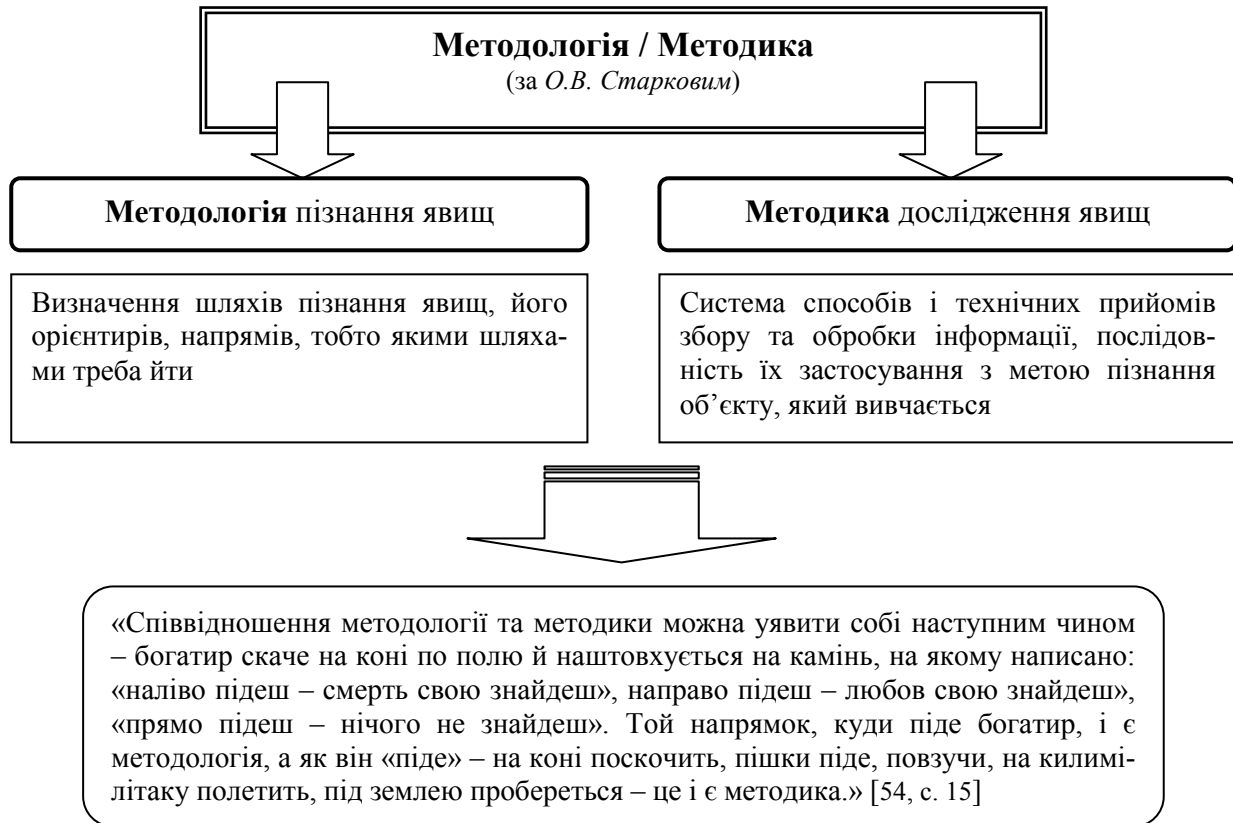 Методологія / Методика
(за О.В. Старковим)
Методологія пізнання явищ
Методика дослідження явищ
Визначення шляхів пізнання явищ, його
орієнтирів, напрямів, тобто якими шляха-
ми треба йти
Система способів і технічних прийомів
збору та обробки інформації, послідов-
ність їх застосування з метою пізнання
об’єкту, який вивчається
«Співвідношення методології та методики можна уявити собі наступним чином
– богатир скаче на коні по полю й наштовхується на камінь, на якому написано:
«наліво підеш – смерть свою знайдеш», направо підеш – любов свою знайдеш»,
«прямо підеш – нічого не знайдеш». Той напрямок, куди піде богатир, і є
методологія, а як він «піде» – на коні поскочить, пішки піде, повзучи, на килимі-
літаку полетить, під землею пробереться – це і є методика.» [54, с. 15]